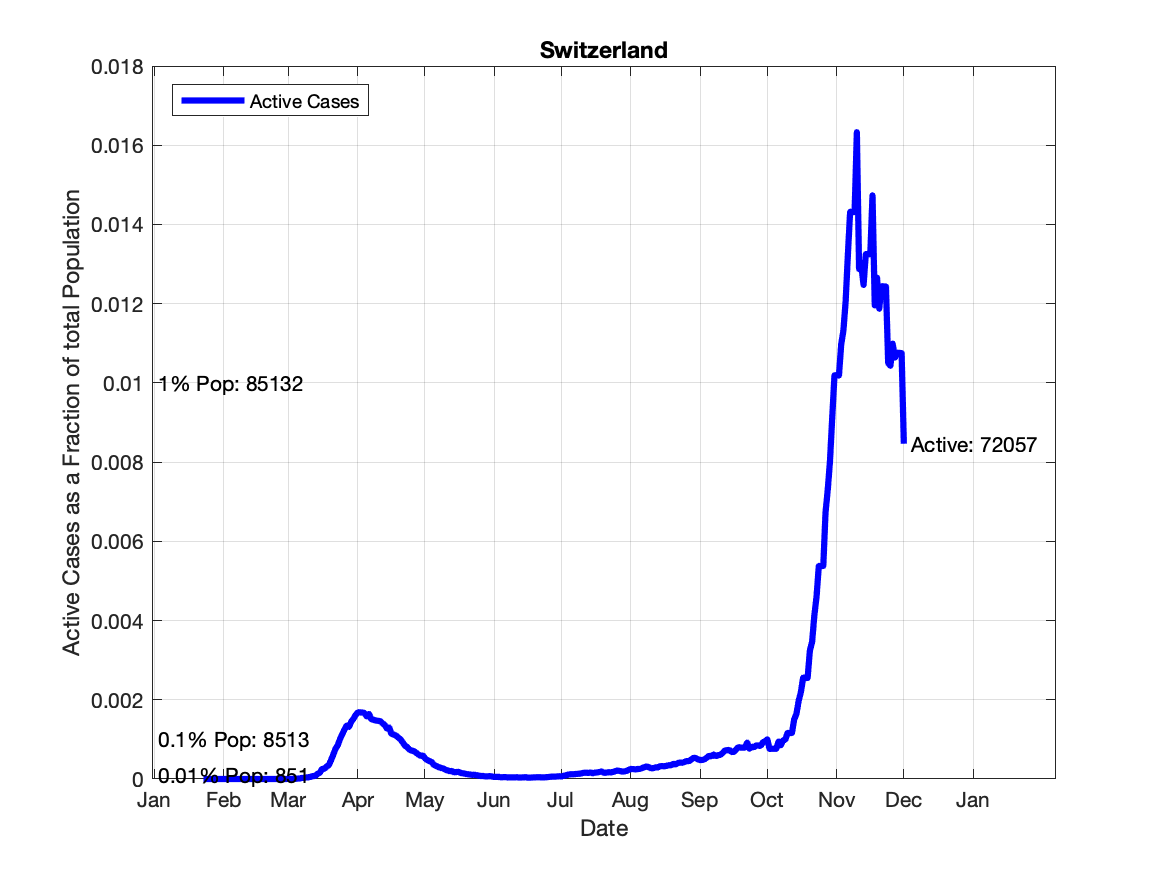 Switzerland
0.018
Active Cases
0.016
0.014
0.012
0.01
1% Pop: 85132
0.008
Active: 72057
0.006
0.004
0.002
0.1% Pop: 8513
0.01% Pop: 851
0
Jan Feb Mar Apr May Jun Jul Aug Sep Oct Nov Dec Jan
Date
Active Cases as a Fraction of total Population